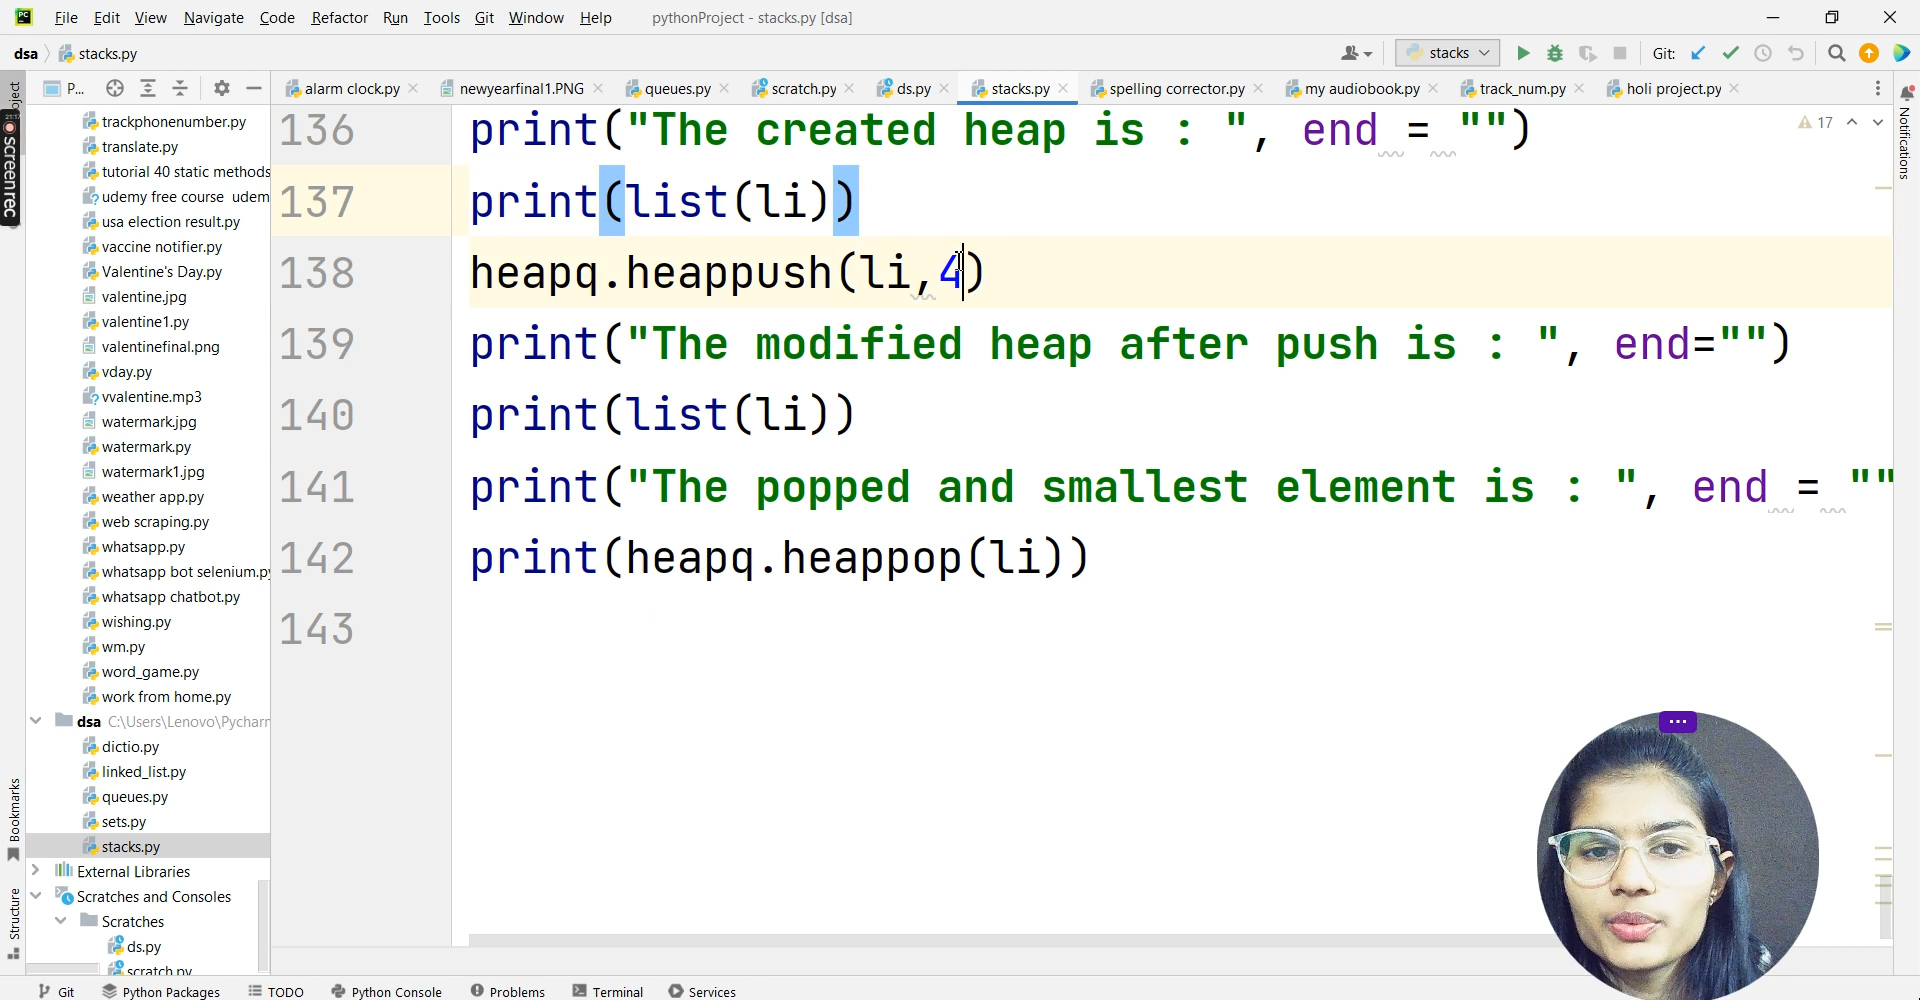 PC File Edit View Navigate Code Refactor Run Tools Git Window Help pythonProject - stacks.py [dsa]
dsa stacks.py stacks Git:
Project P... alarm clock.py newyearfinal1.PNG queues.py scratch.py ds.py stacks.py spelling corrector.py my audiobook.py track_num.py holi project.py
Notifications
screenrec
17
trackphonenumber.py
translate.py
tutorial 40 static methods
udemy free course udem
usa election result.py
vaccine notifier.py
Valentine's Day.py
valentine.jpg
valentine1.py
valentinefinal.png
vday.py
vvalentine.mp3
watermark.jpg
watermark.py
watermark1.jpg
weather app.py
web scraping.py
whatsapp.py
whatsapp bot selenium.py
whatsapp chatbot.py
wishing.py
wm.py
word_game.py
work from home.py
dsa C:\Users\Lenovo\Pychar
dictio.py
linked_list.py
queues.py
sets.py
stacks.py
External Libraries
Scratches and Consoles
Scratches
ds.py
scratch.py
Bookmarks
Structure
136 print("The created heap is : ", end = "")
137 print(list(li))
138 heapq.heappush(li,4)
139 print("The modified heap after push is : ", end="")
140 print(list(li))
141 print("The popped and smallest element is : ", end = ""
142 print(heapq.heappop(li))
143
Git Python Packages TODO Python Console Problems Terminal Services